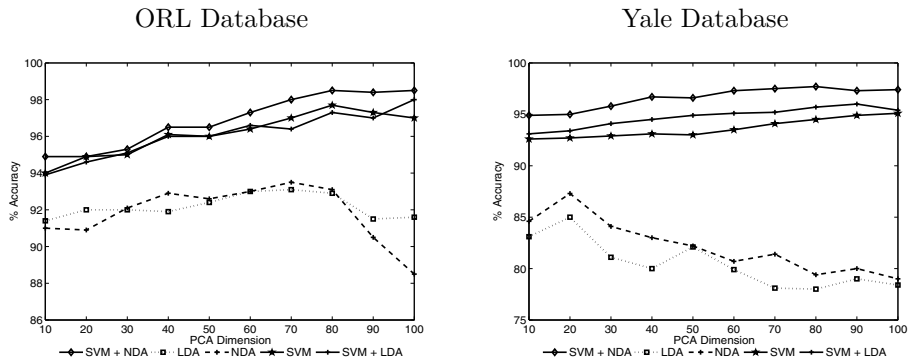 ORL Database
Yale Database
% Accuracy
100
98
96
94
92
90
88
86
10 20 30 40 50 60 70 80 90 100
PCA Dimension
SVM + NDA LDA NDA SVM SVM + LDA
% Accuracy
100
95
90
85
80
75
10 20 30 40 50 60 70 80 90 100
PCA Dimension
SVM + NDA LDA NDA SVM SVM + LDA